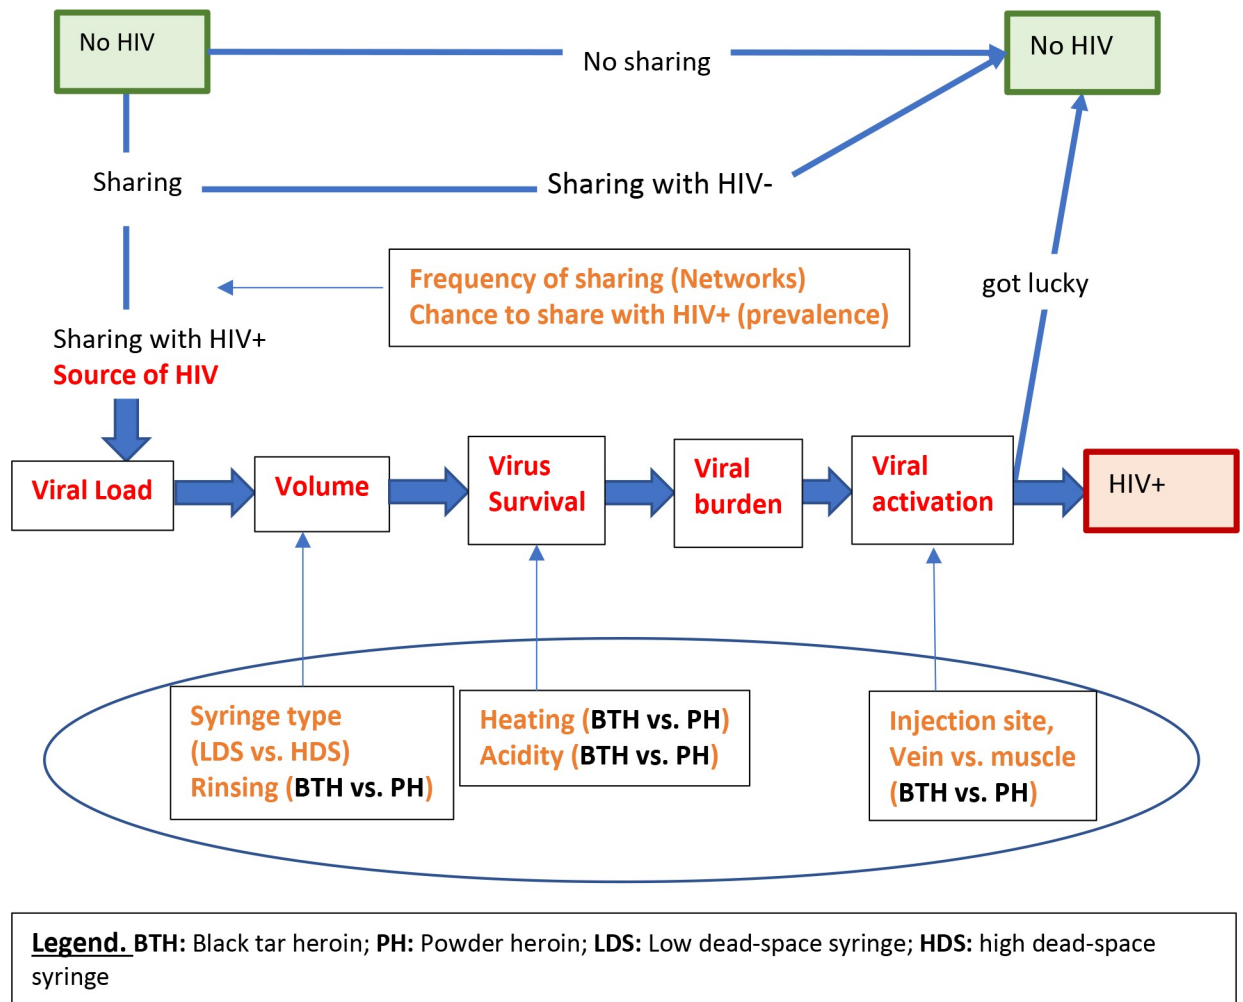 No HIV
No HIV
No sharing
Sharing
Sharing with HIV-
Frequency of sharing (Networks)
Chance to share with HIV+ (prevalence)
got lucky
Sharing with HIV+
Source of HIV
Viral Load
Volume
Virus
Survival
Viral
burden
Viral
activation
HIV+
Syringe type
(LDS vs. HDS)
Rinsing (BTH vs. PH)
Heating (BTH vs. PH)
Acidity (BTH vs. PH)
Injection site,
Vein vs. muscle
(BTH vs. PH)
Legend. BTH: Black tar heroin; PH: Powder heroin; LDS: Low dead-space syringe; HDS: high dead-space
syringe